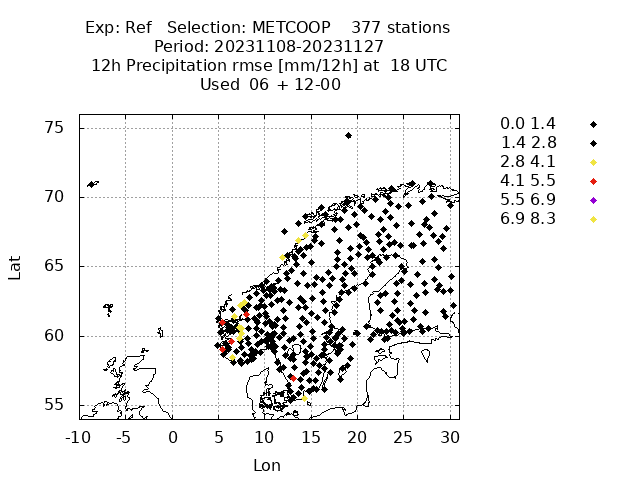 Exp: Ref   Selection: METCOOP    377 stations
Period: 20231108-20231127
12h Precipitation rmse [mm/12h] at  18 UTC
Used  06 + 12-00
0.0 1.4
1.4 2.8
2.8 4.1
4.1 5.5
5.5 6.9
6.9 8.3
75
70
65
60
55
Lat
-10 -5 0 5 10 15 20 25 30
Lon